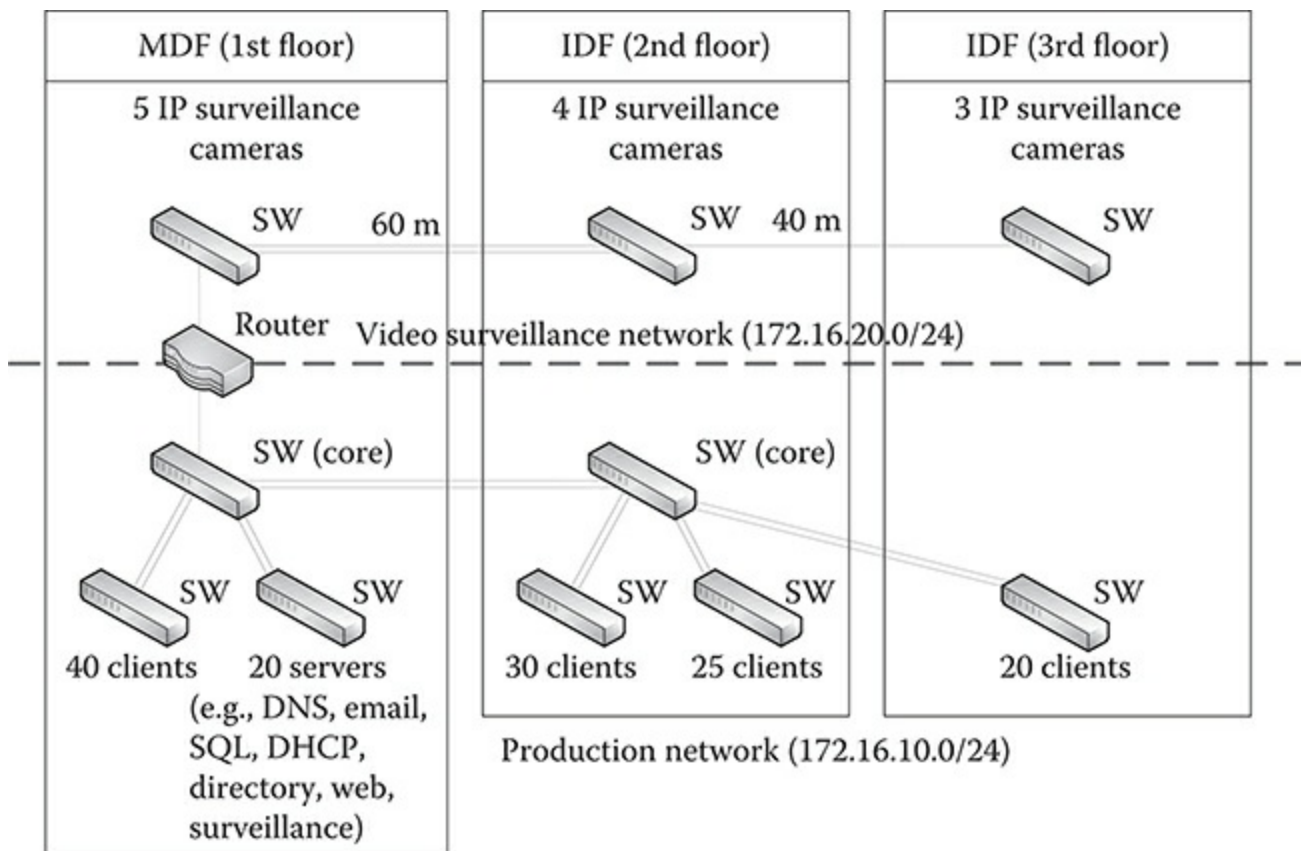 MDF (1st floor)
IDF (2nd floor)
IDF (3rd floor)
5 IP surveillance
cameras
4 IP surveillance
cameras
3 IP surveillance
cameras
SW
60 m
SW
40 m
SW
Router
Video surveillance network (172.16.20.0/24)
SW (core)
SW (core)
SW
SW
SW
SW
SW
40 clients
20 servers
(e.g., DNS, email,
SQL, DHCP,
directory, web,
surveillance)
30 clients
25 clients
20 clients
Production network (172.16.10.0/24)